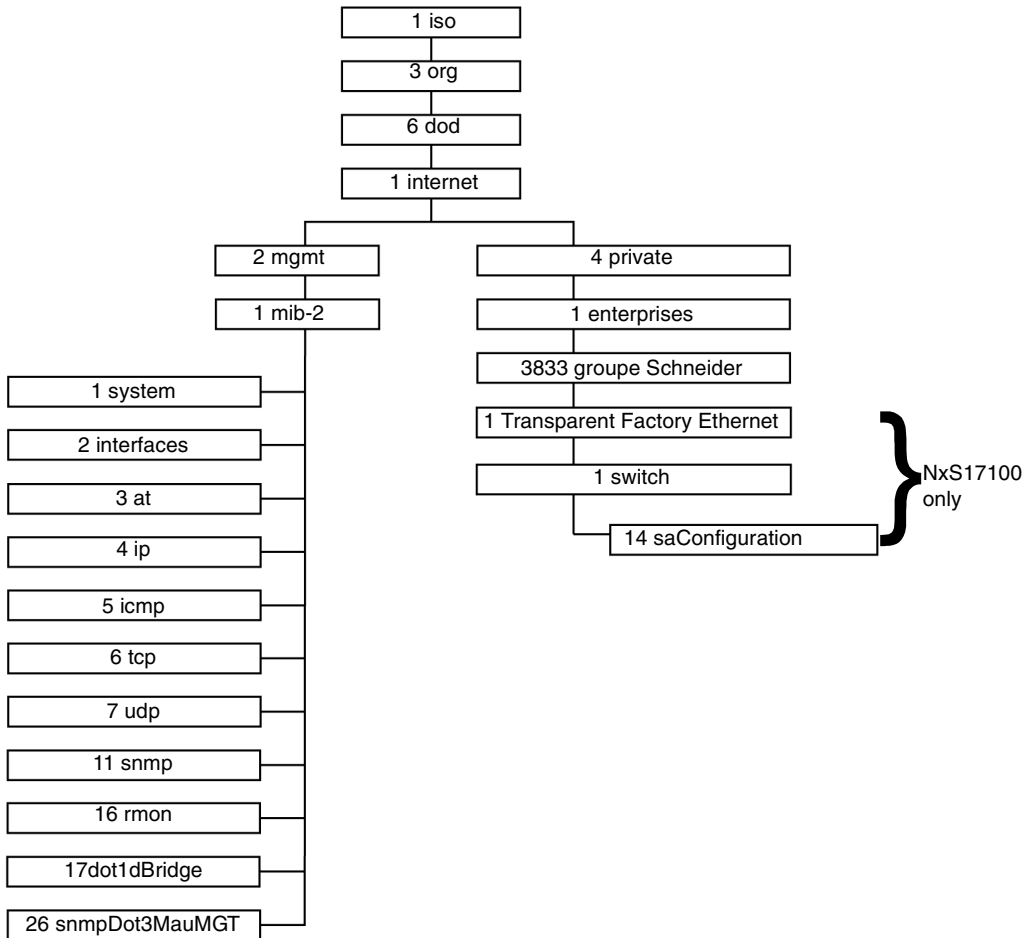 1 iso
3 org
6 dod
1 internet
2 mgmt
4 private
1 mib-2
1 enterprises
3833 groupe Schneider
1 system
1 Transparent Factory Ethernet
2 interfaces
1 switch
NxS17100
only
3 at
14 saConfiguration
4 ip
5 icmp
6 tcp
7 udp
11 snmp
16 rmon
17dot1dBridge
26 snmpDot3MauMGT